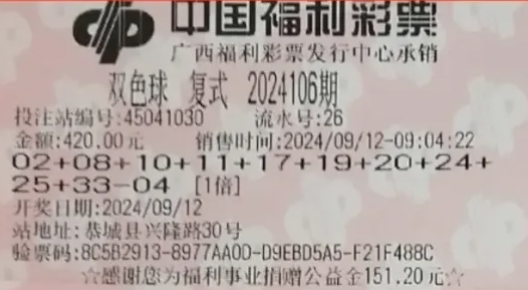 中国福利彩票
广西福利彩票发行中心承销
双色球 复式 2024106期
投注站编号:45041030 流水号:26
金额:420.00元 销售时间:2024/09/12-09:04:22
02+08+10+11+17+19+20+24+
25+33-04 [1倍]
开奖日期:2024/09/12
站地址:恭城县兴隆路30号
验票码:8C5B2913-8977AA0D-D9EBD5A5-F21F488C
☆感谢您为福利事业捐赠公益金151.20元☆